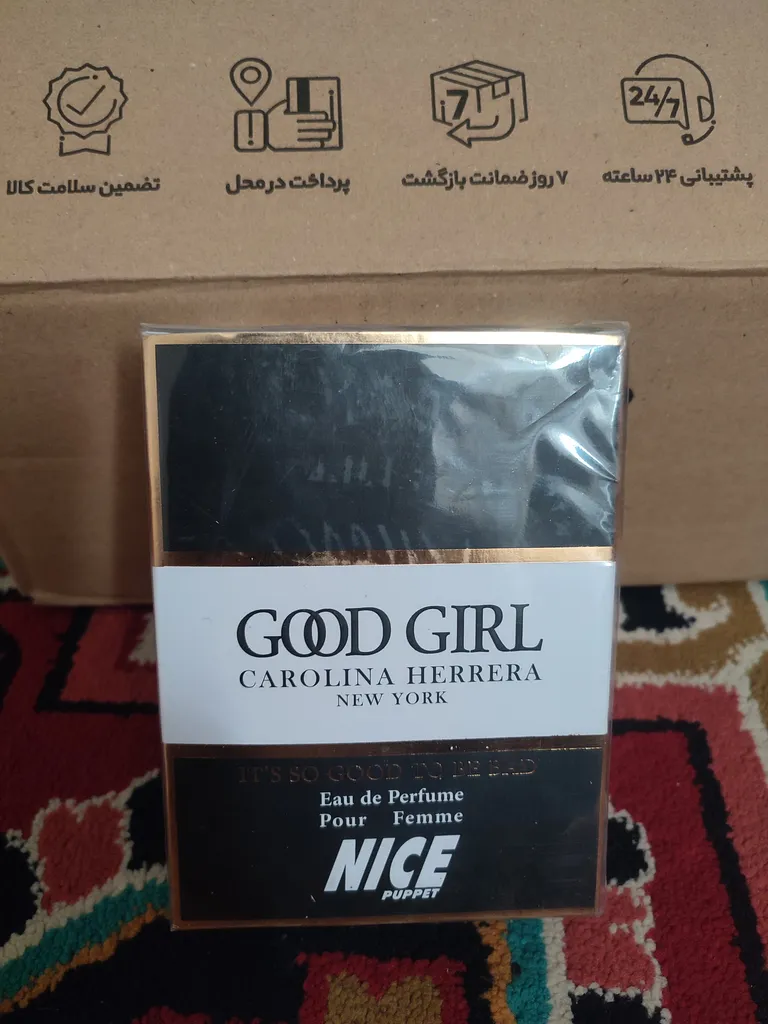 تضمین سلامت کالا
پرداخت در محل
7
۷ روز ضمانت بازگشت
24/7
پشتیبانی ۲۴ ساعته
GOOD GIRL
CAROLINA HERRERA
NEW YORK
IT'S SO GOOD TO BE BAD
Eau de Perfume
Pour Femme
NICE
PUPPET